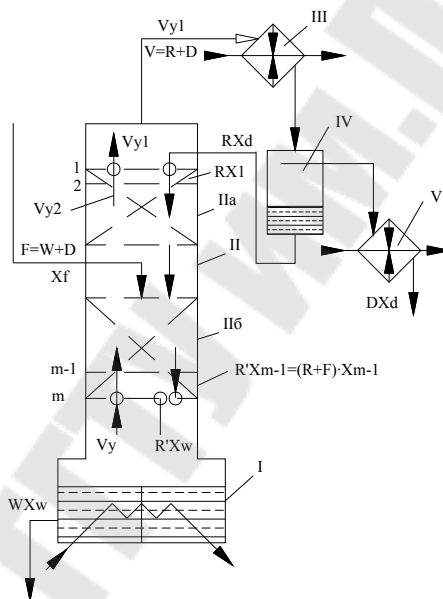 Vy1
III
V=R+D
Vy1
RXd
IV
1
2
RX1
Vy2
IIa
V
F=W+D
II
Xf
DXd
IIб
m-1
R'Xm-1=(R+F)·Xm-1
m
Vy
R'Xw
I
WXw